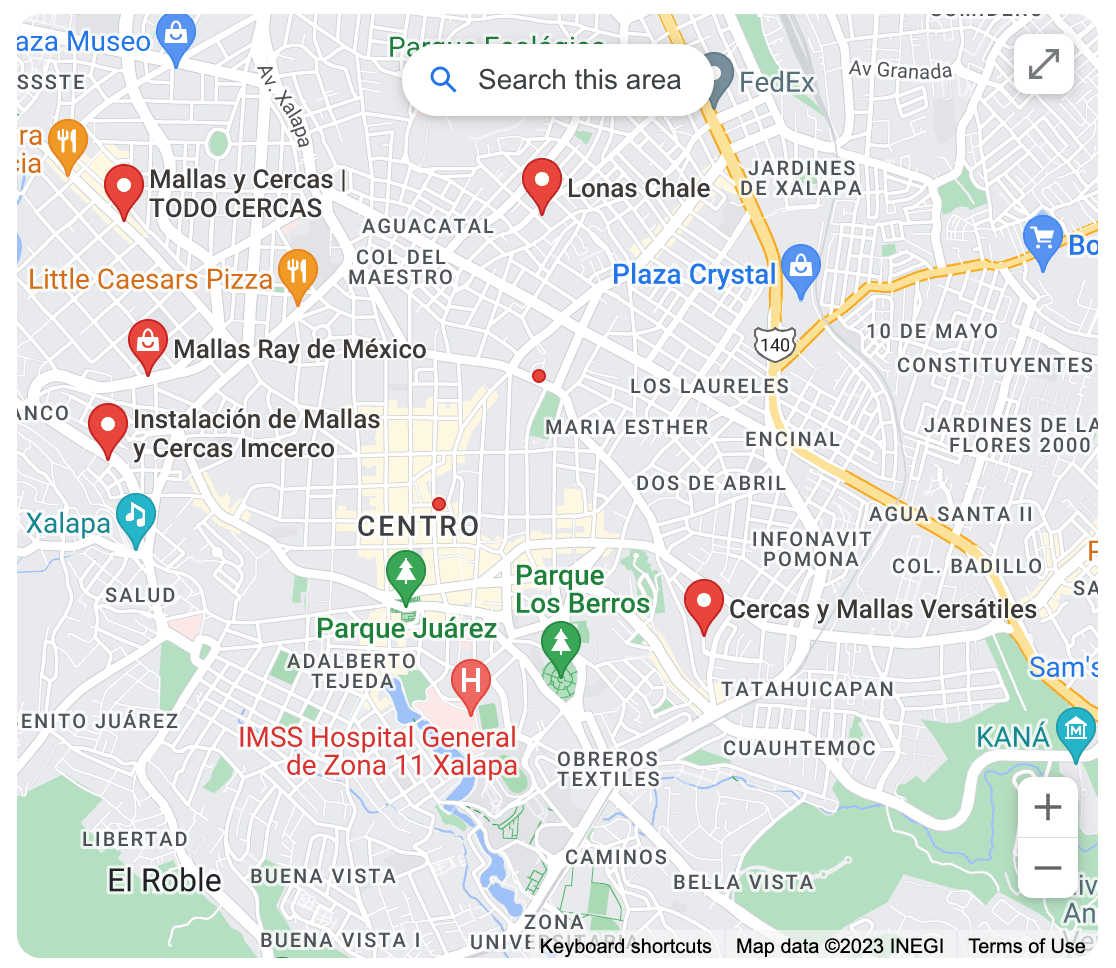 aza Museo
Parque Ecológico
Search this area
FedEx
Av Granada
SSSTE
Av. Xalapa
ra
cia
Mallas y Cercas |
TODO CERCAS
Lonas Chale
JARDINES
DE XALAPA
AGUACATAL
COL DEL
MAESTRO
Little Caesars Pizza
Plaza Crystal
Bo
140
10 DE MAYO
Mallas Ray de México
CONSTITUYENTES
LOS LAURELES
ANCO
Instalación de Mallas
y Cercas Imcerco
MARIA ESTHER
ENCINAL
JARDINES DE LA
FLORES 2000
DOS DE ABRIL
Xalapa
CENTRO
AGUA SANTA II
INFONAVIT
POMONA
COL. BADILLO
P
SA
SALUD
Parque
Los Berros
Cercas y Mallas Versátiles
Parque Juárez
ADALBERTO
TEJEDA
H
Sam's
TATAHUICAPAN
ENITO JUÁREZ
IMSS Hospital General
de Zona 11 Xalapa
KANÁ
M
CUAUHTEMOC
OBREROS
TEXTILES
+
−
LIBERTAD
El Roble
BUENA VISTA
CAMINOS
BELLA VISTA
iv
An
ZONA
BUENA VISTA I
Keyboard shortcuts
Map data ©2023 INEGI
Terms of Use